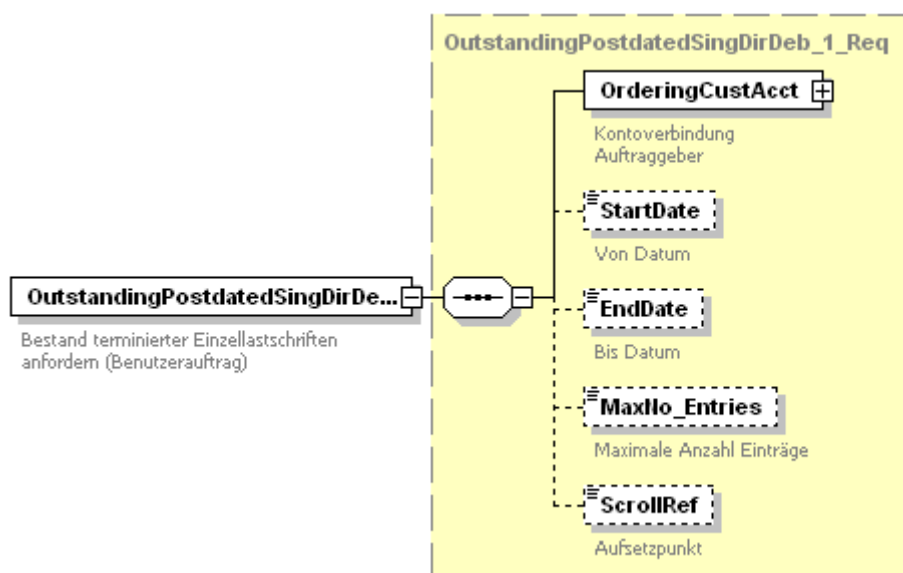 OutstandingPostdatedSingDirDeb_1_Req
OrderingCustAcct
Kontoverbindung
Auftraggeber
StartDate
Von Datum
OutstandingPostdatedSingDirDe...
Bestand terminierter Einzellastschriften
anfordern (Benutzerauftrag)
EndDate
Bis Datum
MaxNo_Entries
Maximale Anzahl Einträge
ScrollRef
Aufsetzpunkt